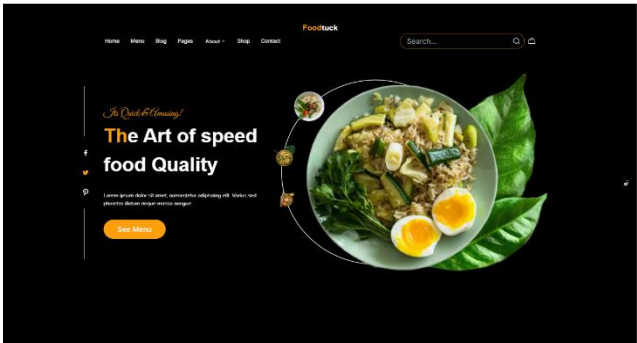 Foodtuck
Home Menu Blog Pages About Shop Contact
Search...
Its Quick & Amusing!
The Art of speed
food Quality
Lorem ipsum dolor sit amet, consectetur adipiscing elit. Varius sed
pharetra dictum neque massa congue
See Menu